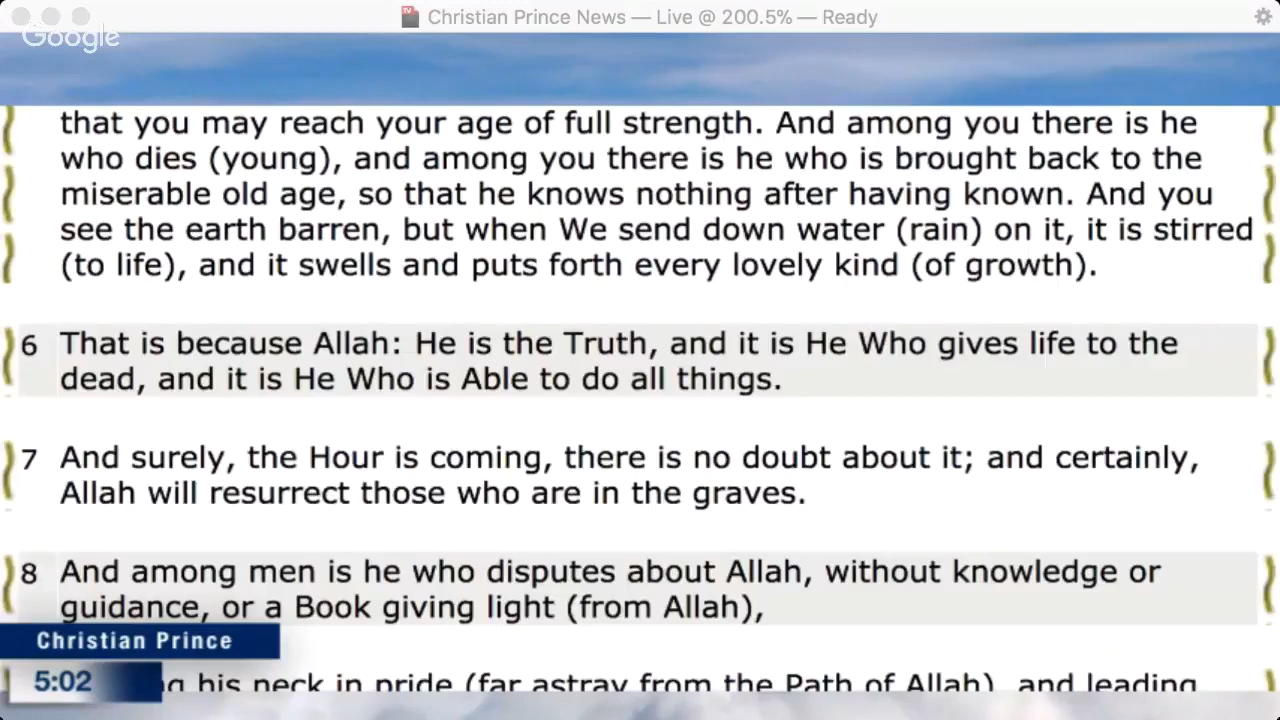 Christian Prince News — Live @ 200.5% — Ready
Google
that you may reach your age of full strength. And among you there is he
who dies (young), and among you there is he who is brought back to the
miserable old age, so that he knows nothing after having known. And you
see the earth barren, but when We send down water (rain) on it, it is stirred
(to life), and it swells and puts forth every lovely kind (of growth).
6 That is because Allah: He is the Truth, and it is He Who gives life to the
dead, and it is He Who is Able to do all things.
7 And surely, the Hour is coming, there is no doubt about it; and certainly,
Allah will resurrect those who are in the graves.
8 And among men is he who disputes about Allah, without knowledge or
guidance, or a Book giving light (from Allah),
Christian Prince
his neck in pride (far astray from the Path of Allah), and leading
5:02